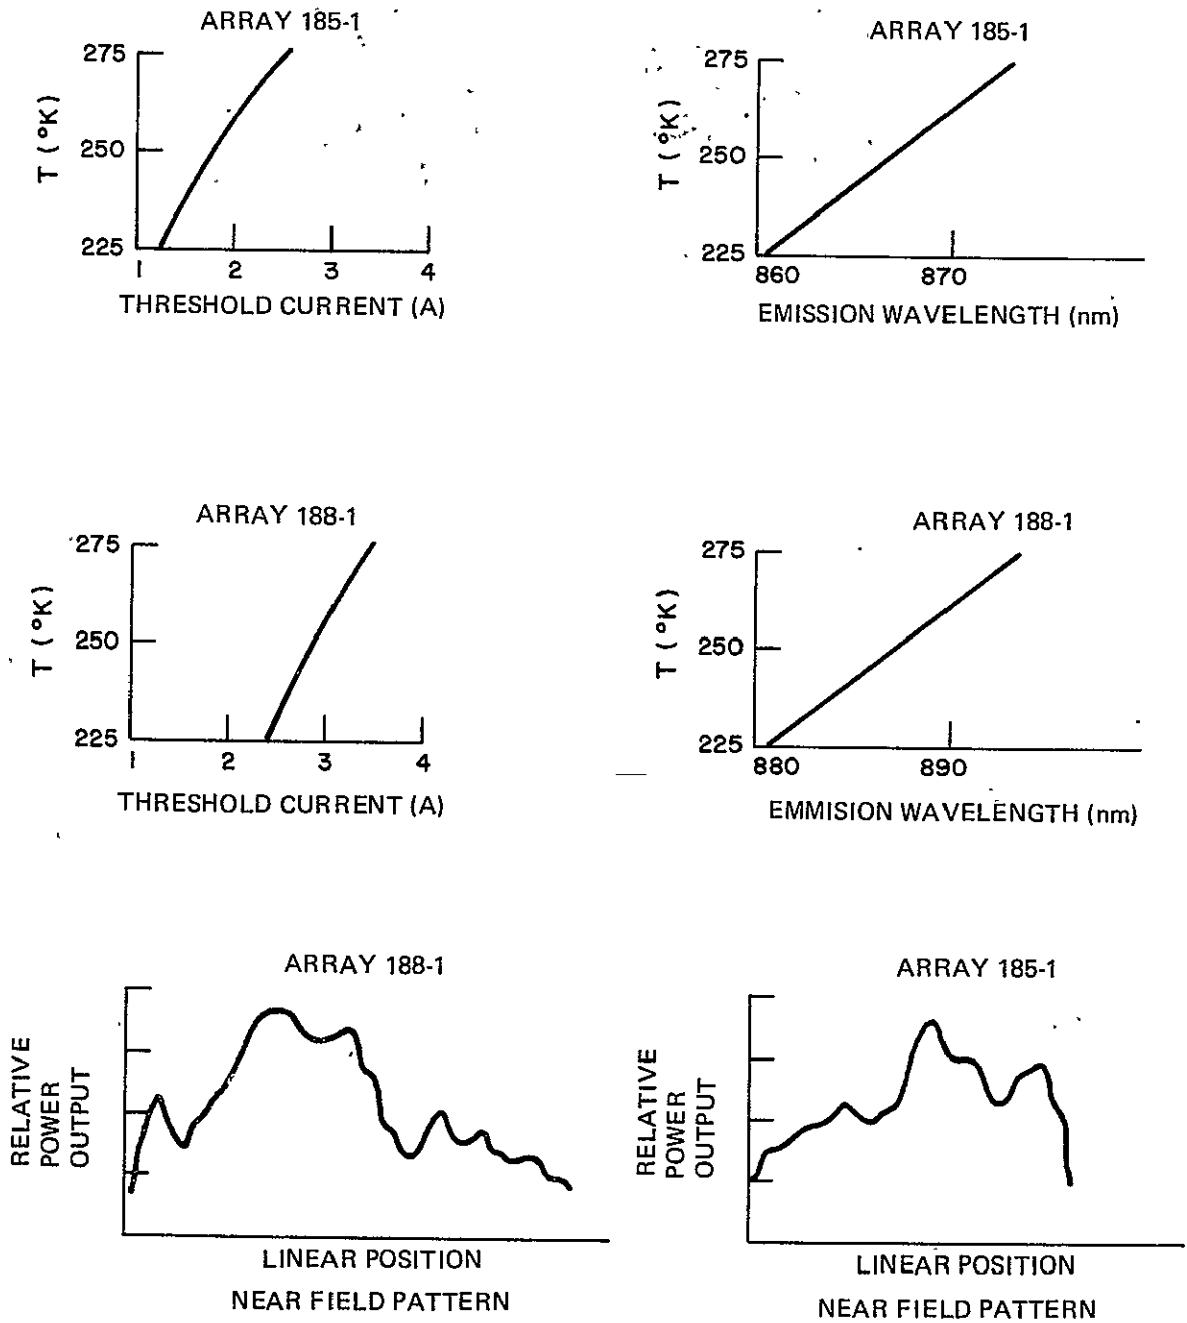 ARRAY 185-1
275
250
225
T (°K)
1 2 3 4
THRESHOLD CURRENT (A)
ARRAY 185-1
275
250
225
T (°K)
860 870
EMISSION WAVELENGTH (nm)
ARRAY 188-1
275
250
225
T (°K)
1 2 3 4
THRESHOLD CURRENT (A)
ARRAY 188-1
275
250
225
T (°K)
880 890
EMMISION WAVELENGTH (nm)
ARRAY 188-1
RELATIVE
POWER
OUTPUT
LINEAR POSITION
NEAR FIELD PATTERN
ARRAY 185-1
RELATIVE
POWER
OUTPUT
LINEAR POSITION
NEAR FIELD PATTERN